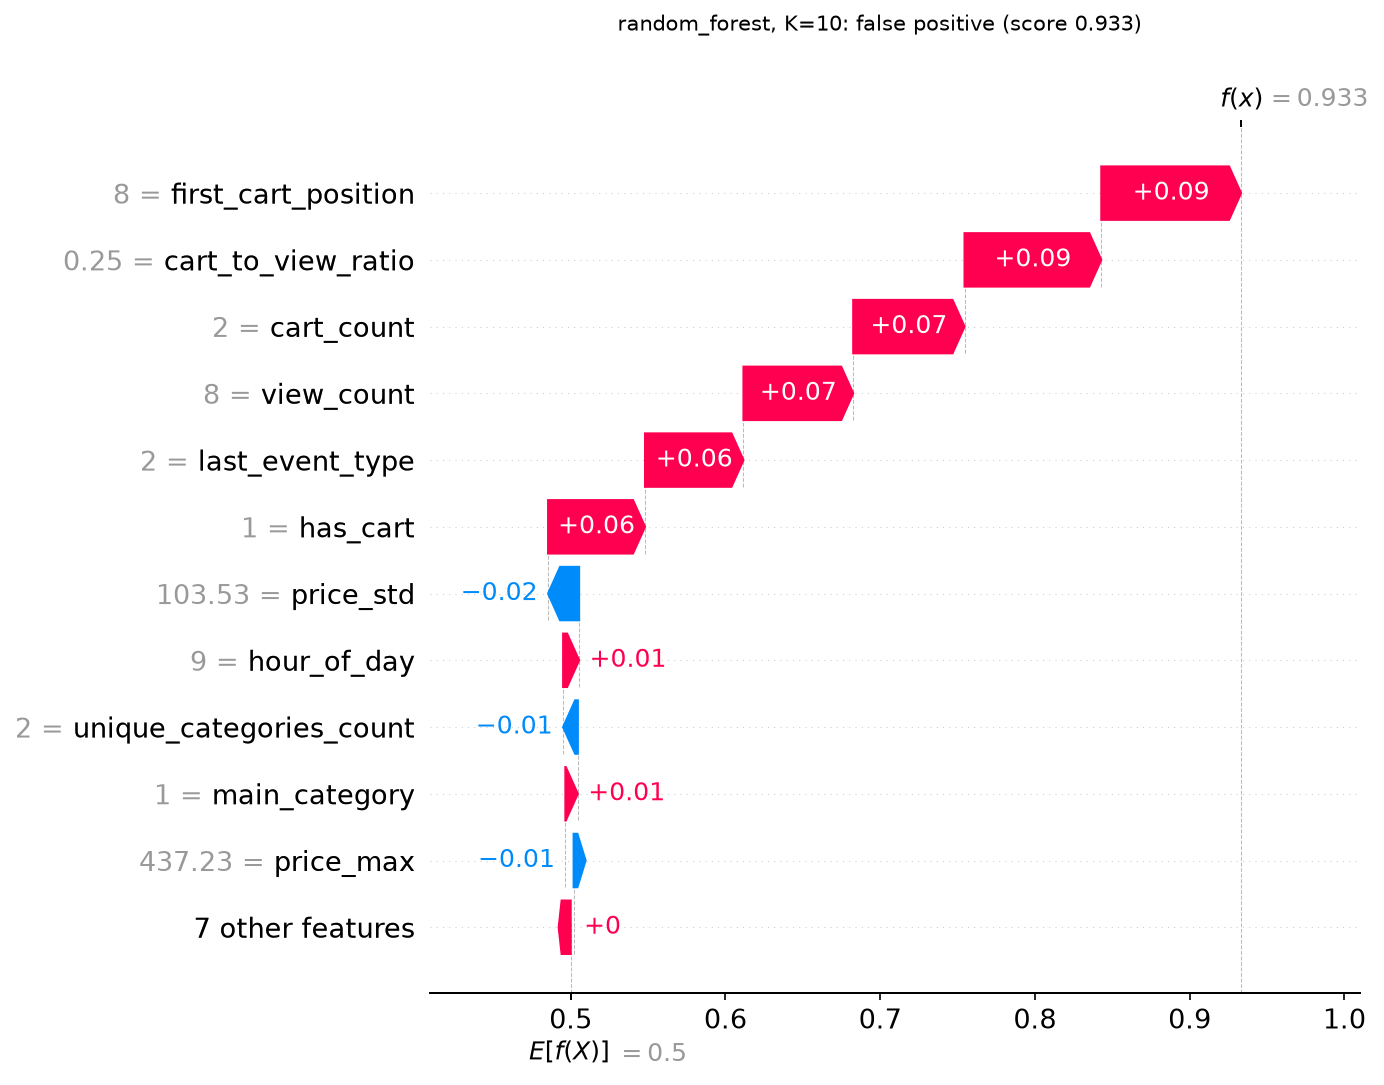 random_forest, K=10: false positive (score 0.933)
f(x) = 0.933
8 = first_cart_position +0.09
0.25 = cart_to_view_ratio +0.09
2 = cart_count +0.07
8 = view_count +0.07
2 = last_event_type +0.06
1 = has_cart +0.06
103.53 = price_std −0.02
9 = hour_of_day +0.01
2 = unique_categories_count −0.01
1 = main_category +0.01
437.23 = price_max −0.01
7 other features +0
0.5 0.6 0.7 0.8 0.9 1.0
E[f(X)] = 0.5